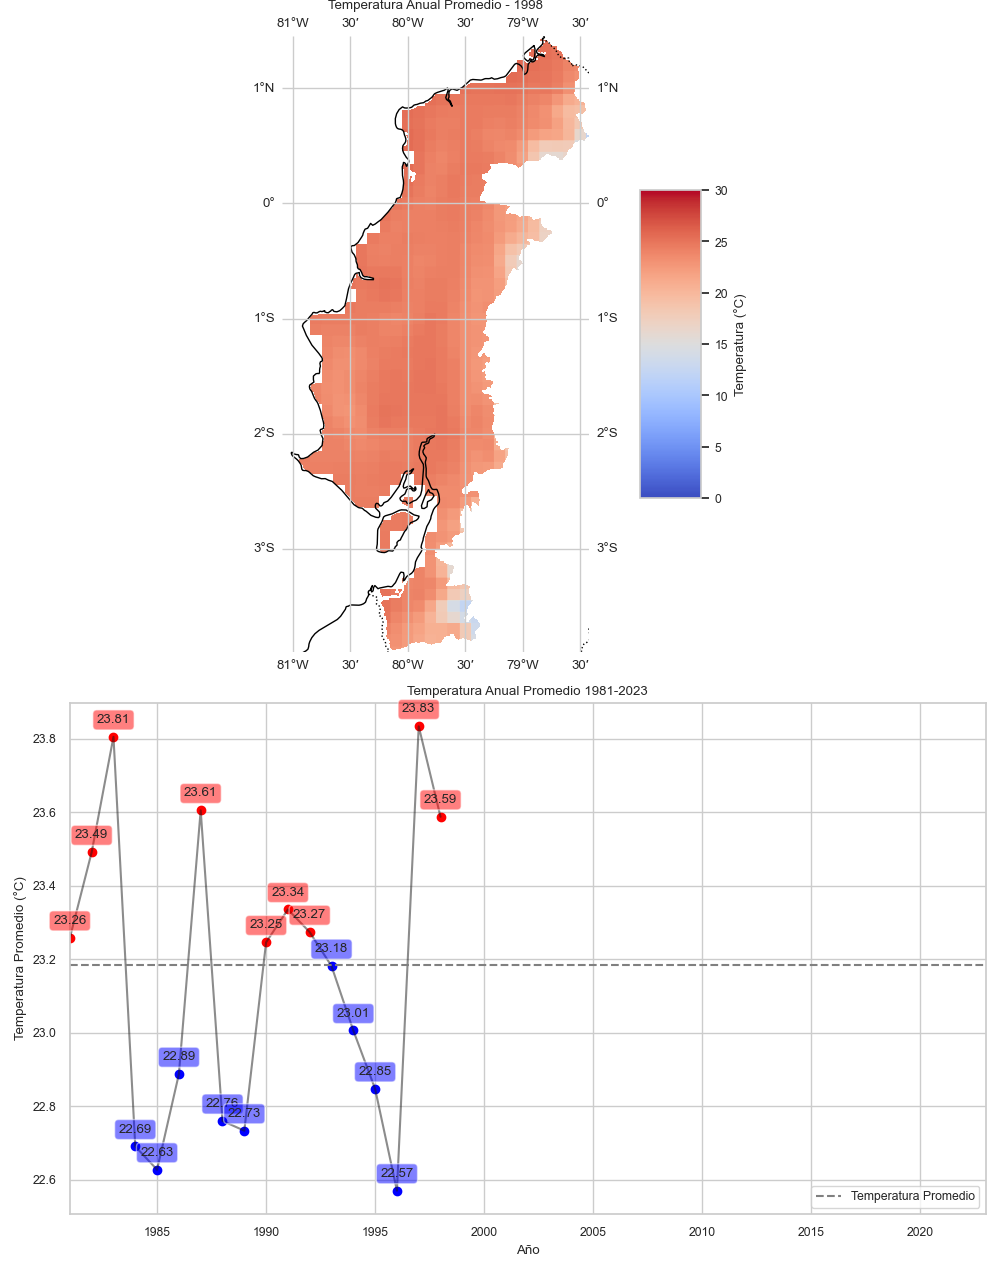 Temperatura Anual Promedio - 1998
81°W 30′ 80°W 30′ 79°W 30′
1°N 1°N
0° 0°
1°S 1°S
2°S 2°S
3°S 3°S
81°W 30′ 80°W 30′ 79°W 30′
30
25
20
15
10
5
0
Temperatura (°C)
Temperatura Anual Promedio 1981-2023
23.8
23.6
23.4
23.2
23.0
22.8
22.6
Temperatura Promedio (°C)
23.26
23.49
23.81
22.69
22.63
22.89
23.61
22.76
22.73
23.25
23.34
23.27
23.18
23.01
22.85
22.57
23.83
23.59
Temperatura Promedio
1985 1990 1995 2000 2005 2010 2015 2020
Año